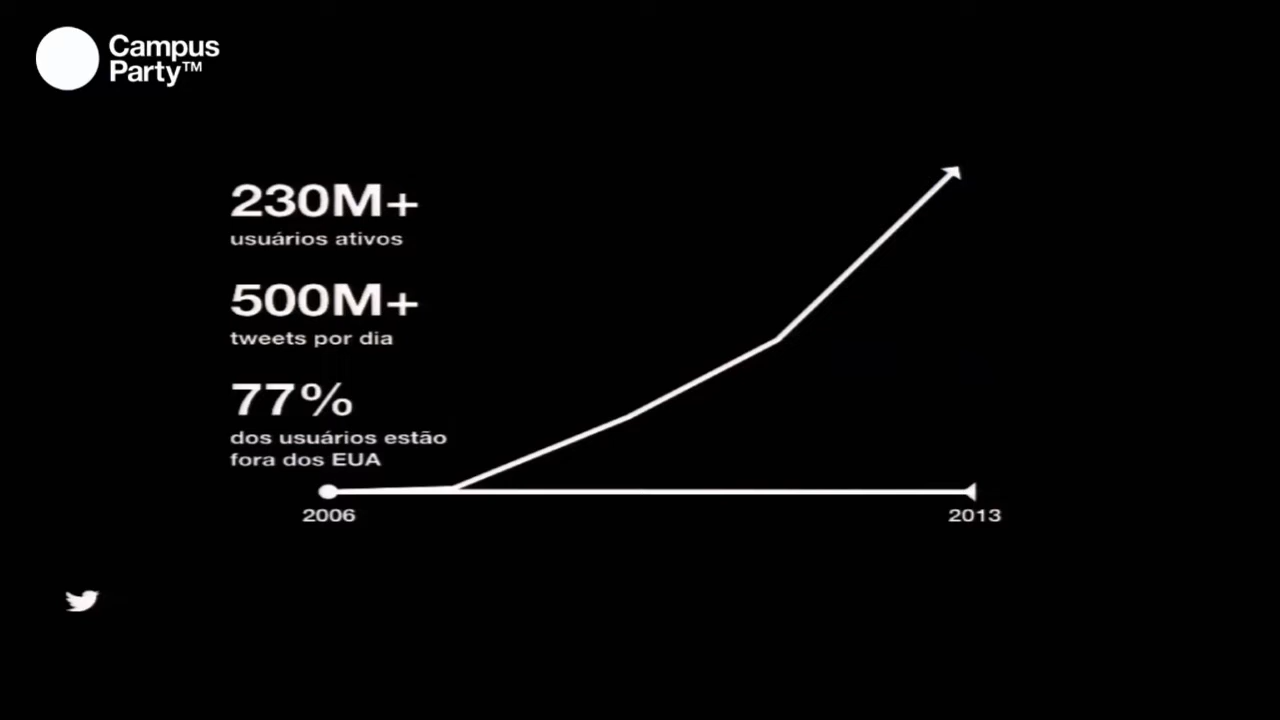 Campus
Party™
230M+
usuários ativos
500M+
tweets por dia
77%
dos usuários estão
fora dos EUA
2006
2013